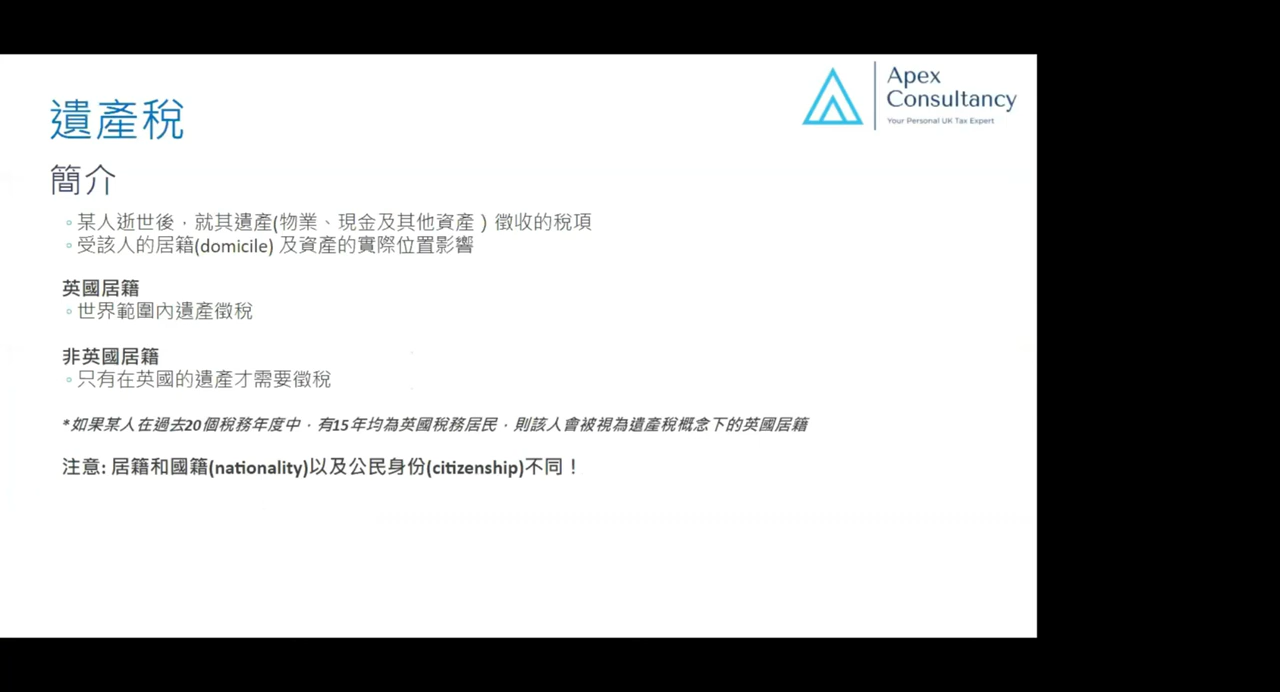 Apex
Consultancy
Your Personal UK Tax Expert
遺產稅
簡介
◦某人逝世後，就其遺產(物業、現金及其他資產 ) 徵收的稅項
◦受該人的居籍(domicile) 及資產的實際位置影響
英國居籍
◦世界範圍內遺產徵稅
非英國居籍
◦只有在英國的遺產才需要徵稅
*如果某人在過去20個稅務年度中，有15年均為英國稅務居民，則該人會被視為遺產稅概念下的英國居籍
注意: 居籍和國籍(nationality)以及公民身份(citizenship)不同！